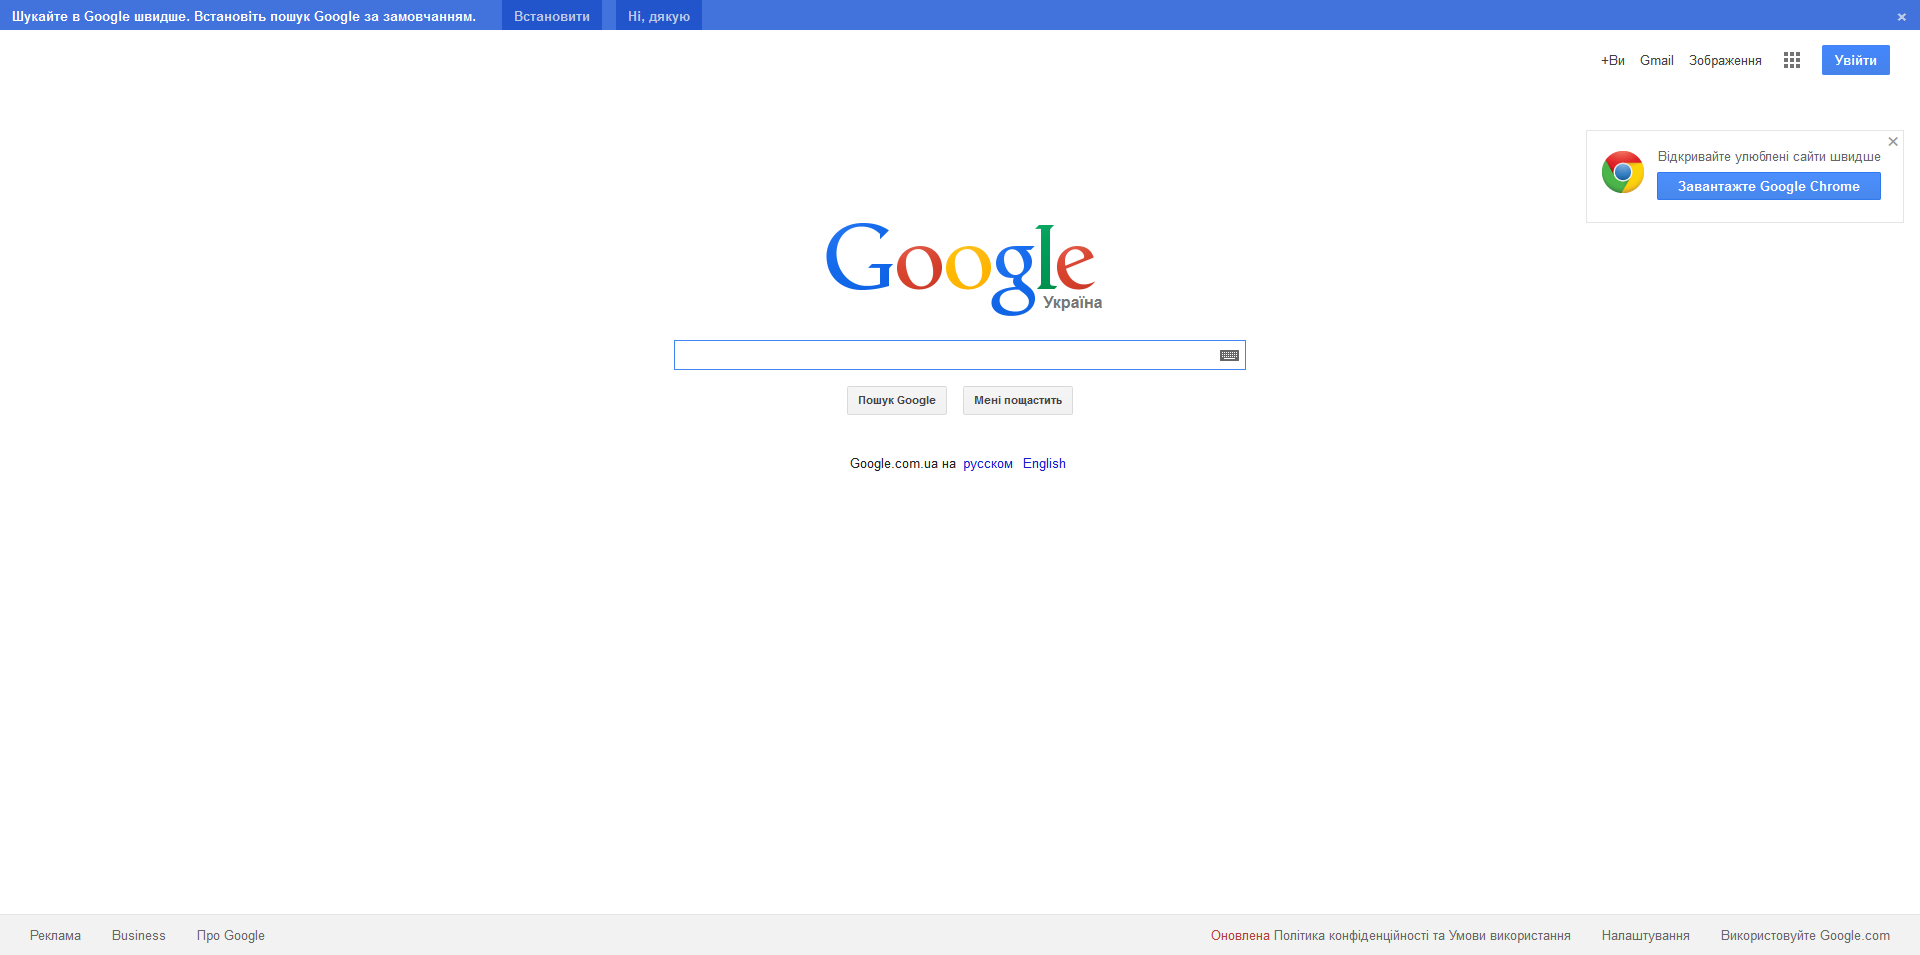 Шукайте в Google швидше. Встановіть пошук Google за замовчанням. Встановити Ні, дякую ×
+Ви Gmail Зображення Увійти
Відкривайте улюблені сайти швидше
Завантажте Google Chrome
Google
Україна
Пошук Google Мені пощастить
Google.com.ua на русском English
Реклама Business Про Google Оновлена Політика конфіденційності та Умови використання Налаштування Використовуйте Google.com